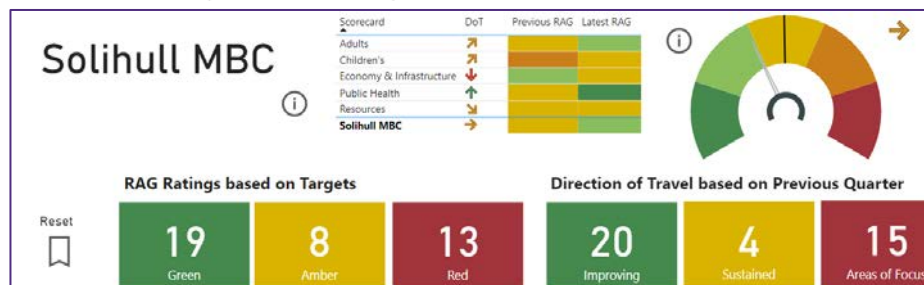 Solihull MBC
Scorecard DoT Previous RAG Latest RAG
Adults
Children's
Economy & Infrastructure
Public Health
Resources
Solihull MBC
RAG Ratings based on Targets
Direction of Travel based on Previous Quarter
Reset
19 8 13 20 4 15
Green Amber Red Improving Sustained Areas of Focus